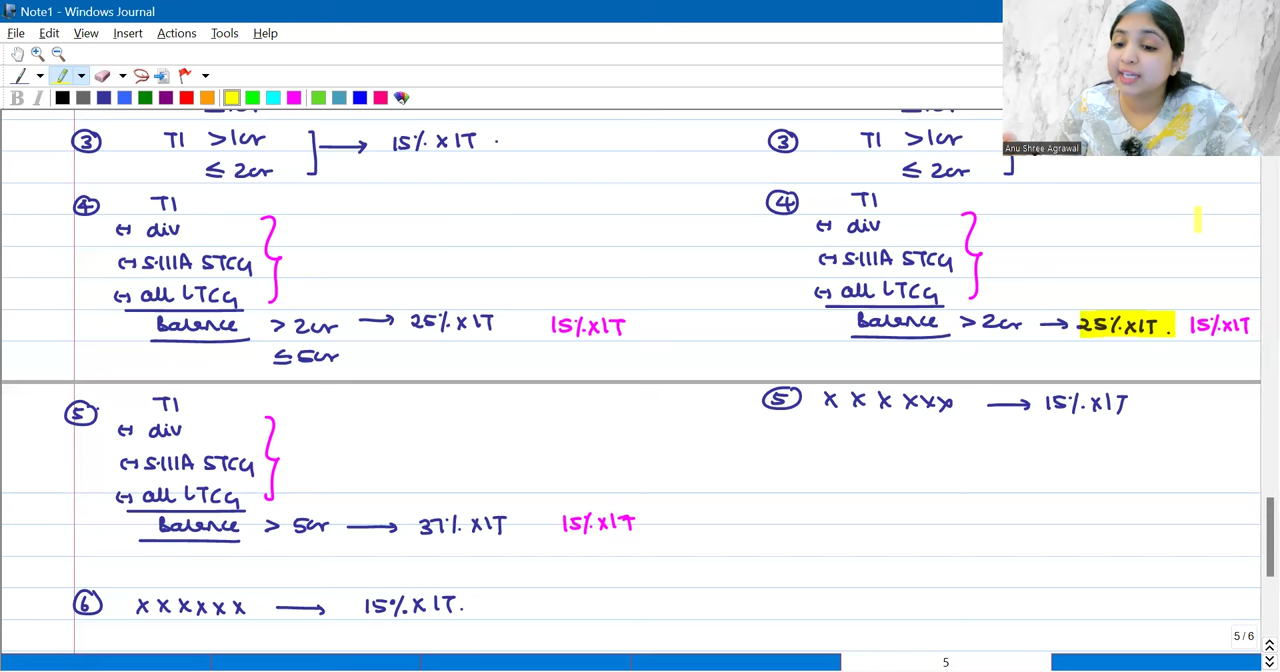 Note1 - Windows Journal
File Edit View Insert Actions Tools Help
B I
Anu Shree Agrawal
③ TI >1cr → 15% x IT .
≤ 2cr
④ TI
(-) div
(-) S.111A STCG
(-) all LTCG
Balance > 2cr → 25% x IT 15% x IT
≤ 5cr
⑤ TI
(-) div
(-) S.111A STCG
(-) all LTCG
Balance > 5cr → 37% x IT 15% x IT
⑥ x x x x x x → 15% x IT.
③ TI >1cr
≤ 2cr
④ TI
(-) div
(-) S.111A STCG
(-) all LTCG
Balance > 2cr → 25% x IT . 15% x IT
⑤ x x x x x x → 15% x IT
5 / 6
5